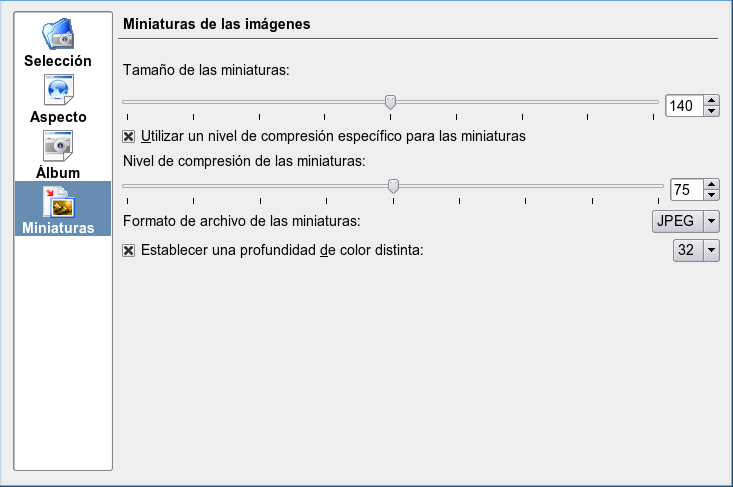 Selección
Aspecto
Álbum
Miniaturas
Miniaturas de las imágenes
Tamaño de las miniaturas:
140
Utilizar un nivel de compresión específico para las miniaturas
Nivel de compresión de las miniaturas:
75
Formato de archivo de las miniaturas: JPEG
Establecer una profundidad de color distinta: 32